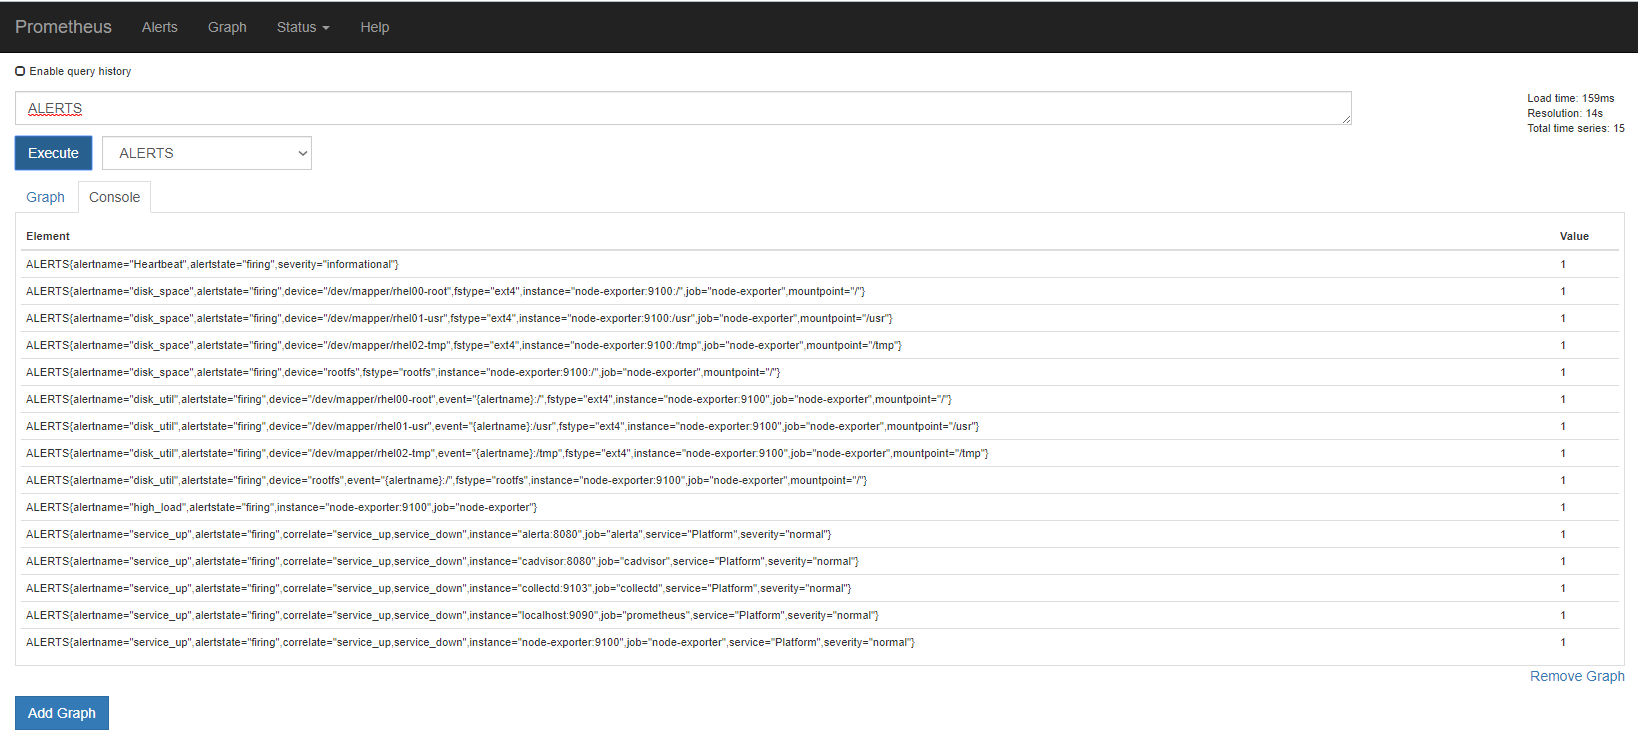 Prometheus Alerts Graph Status Help
Enable query history
ALERTS
Load time: 159ms
Resolution: 14s
Total time series: 15
Execute ALERTS
Graph Console
Element Value
ALERTS{alertname="Heartbeat",alertstate="firing",severity="informational"} 1
ALERTS{alertname="disk_space",alertstate="firing",device="/dev/mapper/rhel00-root",fstype="ext4",instance="node-exporter:9100:/",job="node-exporter",mountpoint="/"} 1
ALERTS{alertname="disk_space",alertstate="firing",device="/dev/mapper/rhel01-usr",fstype="ext4",instance="node-exporter:9100:/usr",job="node-exporter",mountpoint="/usr"} 1
ALERTS{alertname="disk_space",alertstate="firing",device="/dev/mapper/rhel02-tmp",fstype="ext4",instance="node-exporter:9100:/tmp",job="node-exporter",mountpoint="/tmp"} 1
ALERTS{alertname="disk_space",alertstate="firing",device="rootfs",fstype="rootfs",instance="node-exporter:9100:/",job="node-exporter",mountpoint="/"} 1
ALERTS{alertname="disk_util",alertstate="firing",device="/dev/mapper/rhel00-root",event="{alertname}:/",fstype="ext4",instance="node-exporter:9100",job="node-exporter",mountpoint="/"} 1
ALERTS{alertname="disk_util",alertstate="firing",device="/dev/mapper/rhel01-usr",event="{alertname}:/usr",fstype="ext4",instance="node-exporter:9100",job="node-exporter",mountpoint="/usr"} 1
ALERTS{alertname="disk_util",alertstate="firing",device="/dev/mapper/rhel02-tmp",event="{alertname}:/tmp",fstype="ext4",instance="node-exporter:9100",job="node-exporter",mountpoint="/tmp"} 1
ALERTS{alertname="disk_util",alertstate="firing",device="rootfs",event="{alertname}:/",fstype="rootfs",instance="node-exporter:9100",job="node-exporter",mountpoint="/"} 1
ALERTS{alertname="high_load",alertstate="firing",instance="node-exporter:9100",job="node-exporter"} 1
ALERTS{alertname="service_up",alertstate="firing",correlate="service_up,service_down",instance="alerta:8080",job="alerta",service="Platform",severity="normal"} 1
ALERTS{alertname="service_up",alertstate="firing",correlate="service_up,service_down",instance="cadvisor:8080",job="cadvisor",service="Platform",severity="normal"} 1
ALERTS{alertname="service_up",alertstate="firing",correlate="service_up,service_down",instance="collectd:9103",job="collectd",service="Platform",severity="normal"} 1
ALERTS{alertname="service_up",alertstate="firing",correlate="service_up,service_down",instance="localhost:9090",job="prometheus",service="Platform",severity="normal"} 1
ALERTS{alertname="service_up",alertstate="firing",correlate="service_up,service_down",instance="node-exporter:9100",job="node-exporter",service="Platform",severity="normal"} 1
Remove Graph
Add Graph